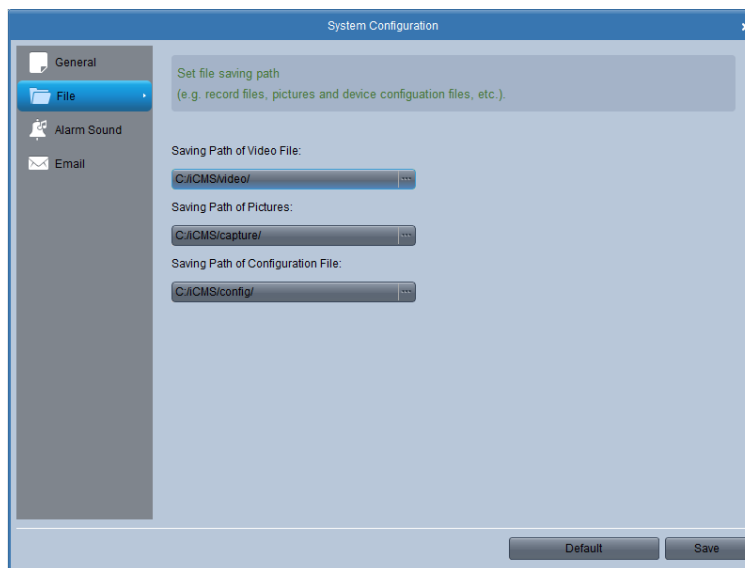 System Configuration
General
File
Alarm Sound
Email
Set file saving path
(e.g. record files, pictures and device configuation files, etc.).
Saving Path of Video File:
C:/iCMS/video/
Saving Path of Pictures:
C:/iCMS/capture/
Saving Path of Configuration File:
C:/iCMS/config/
Default
Save